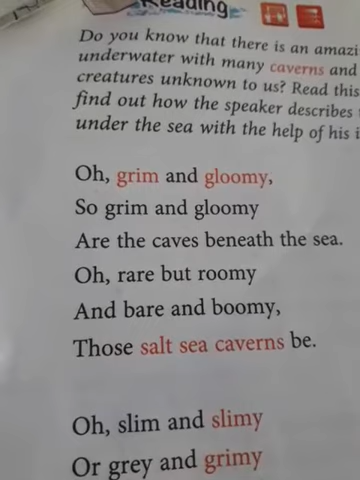 Reading
Do you know that there is an
underwater with many caverns and
creatures unknown to us? Read this
find out how the speaker describes
under the sea with the help of his
Oh, grim and gloomy,
So grim and gloomy
Are the caves beneath the sea.
Oh, rare but roomy
And bare and boomy,
Those salt sea caverns be.
Oh, slim and slimy
Or grey and grimy